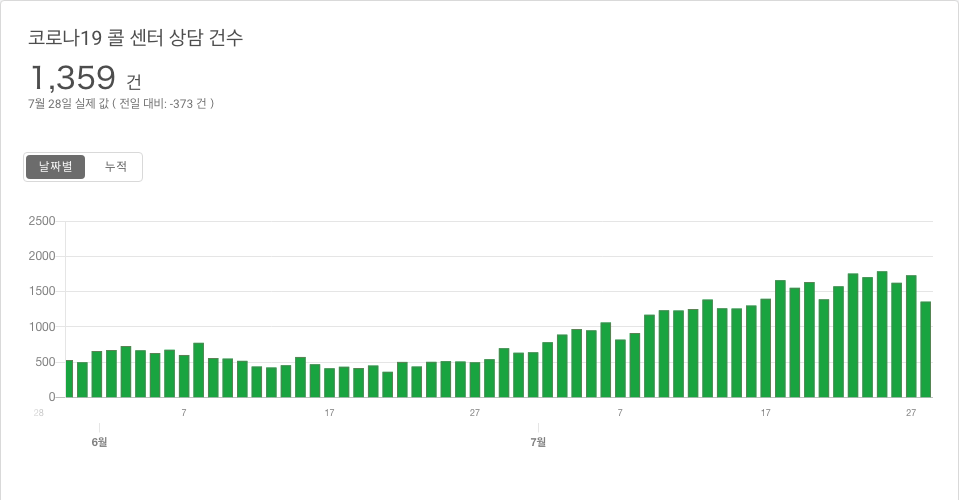 코로나19 콜 센터 상담 건수
1,359 건
7월 28일 실제 값 ( 전일 대비: -373 건 )
날짜별 누적
2500
2000
1500
1000
500
0
28 7 17 27 7 17 27
6월 7월